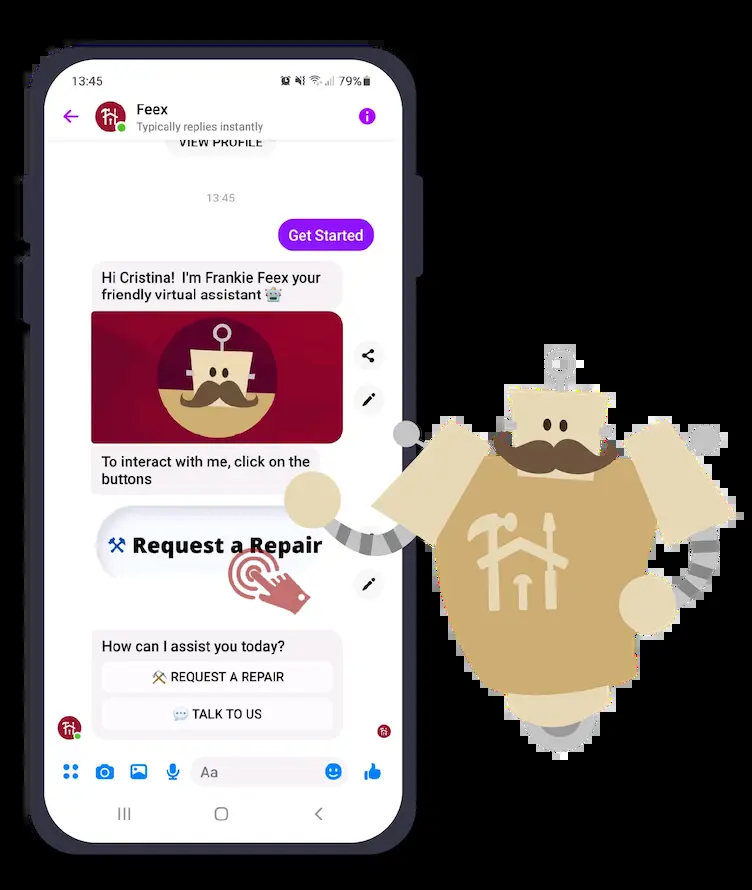 13:45
79%
Feex
Typically replies instantly
VIEW PROFILE
13:45
Get Started
Hi Cristina! I'm Frankie Feex your
friendly virtual assistant
To interact with me, click on the
buttons
Request a Repair
How can I assist you today?
REQUEST A REPAIR
TALK TO US
Aa